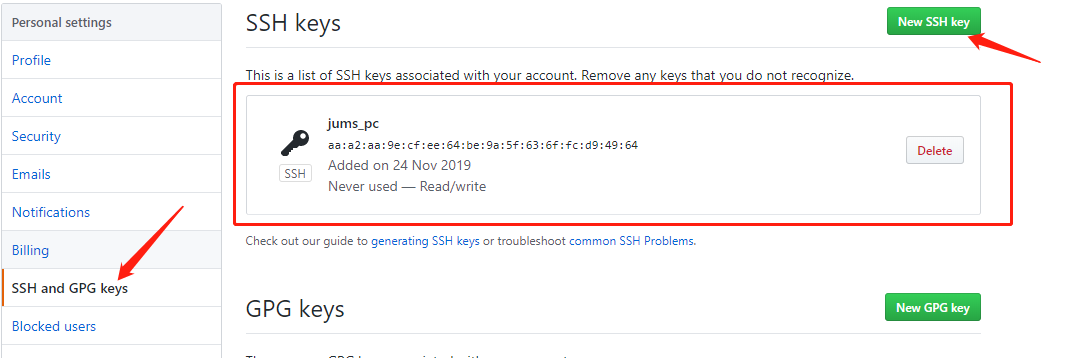 Personal settings
Profile
Account
Security
Emails
Notifications
Billing
SSH and GPG keys
Blocked users
SSH keys
New SSH key
This is a list of SSH keys associated with your account. Remove any keys that you do not recognize.
jums_pc
aa:a2:aa:9e:cf:ee:64:be:9a:5f:63:6f:fc:d9:49:64
Added on 24 Nov 2019
Never used — Read/write
SSH
Delete
Check out our guide to generating SSH keys or troubleshoot common SSH Problems.
GPG keys
New GPG key